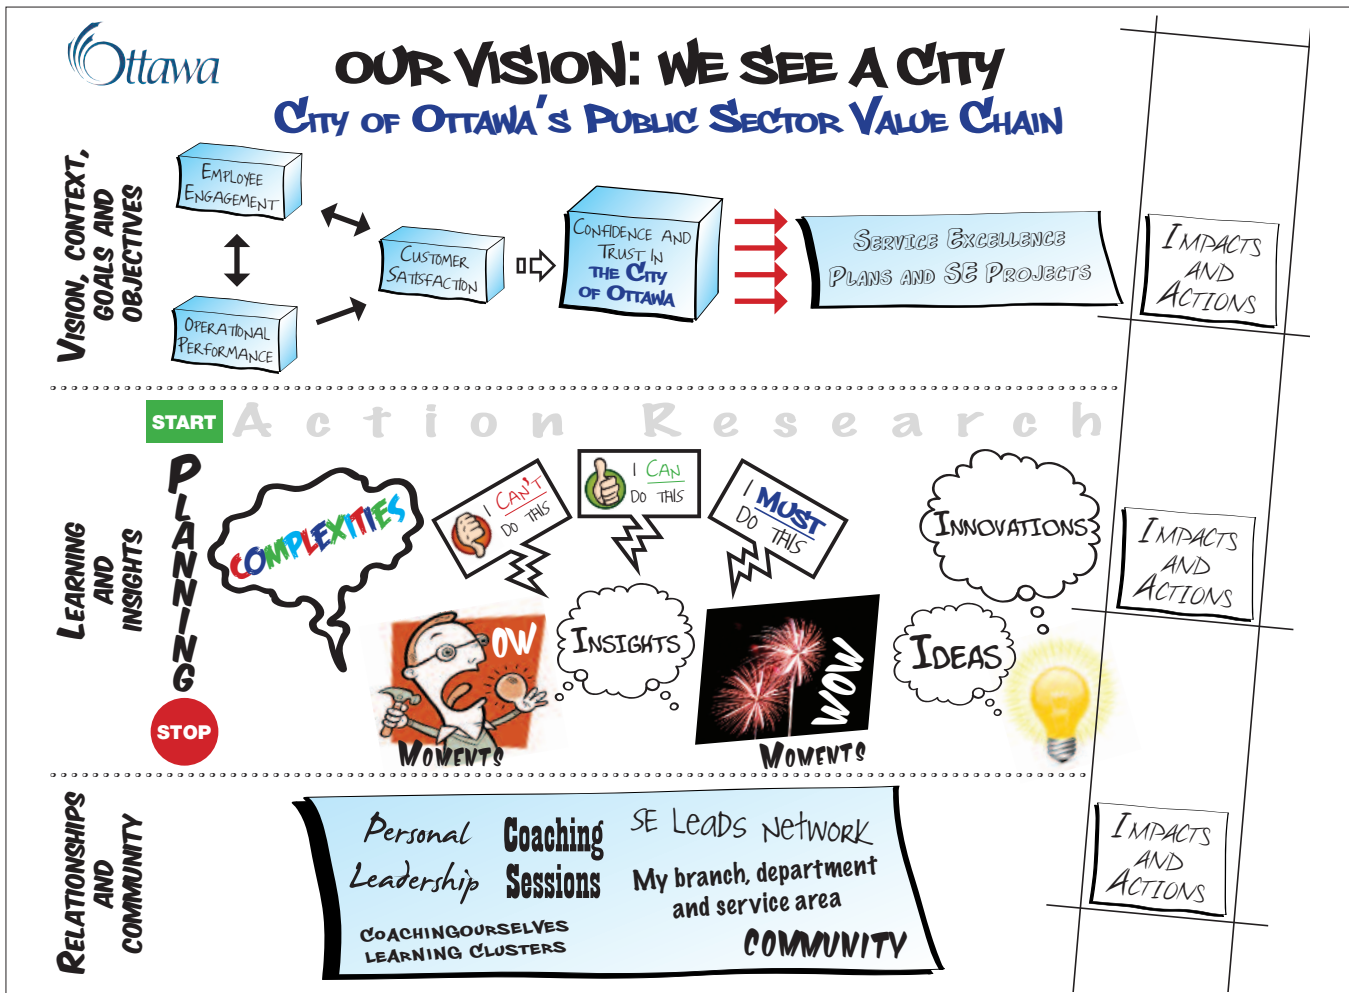 Ottawa
OUR VISION: WE SEE A CITY
CITY OF OTTAWA'S PUBLIC SECTOR VALUE CHAIN
VISION, CONTEXT,
GOALS AND
OBJECTIVES
EMPLOYEE
ENGAGEMENT
OPERATIONAL
PERFORMANCE
CUSTOMER
SATISFACTION
CONFIDENCE AND
TRUST IN
THE CITY
OF OTTAWA
SERVICE EXCELLENCE
PLANS AND SE PROJECTS
IMPACTS
AND
ACTIONS
START
Action Research
LEARNING
AND
INSIGHTS
PLANNING
STOP
COMPLEXITIES
I CAN'T
DO THIS
I CAN
DO THIS
I MUST
DO THIS
OW
MOMENTS
INSIGHTS
WOW
MOMENTS
IDEAS
INNOVATIONS
IMPACTS
AND
ACTIONS
RELATIONSHIPS
AND
COMMUNITY
Personal
Leadership
Coaching
Sessions
SE LEADS NETWORK
My branch, department
and service area
COACHINGOURSELVES
LEARNING CLUSTERS
COMMUNITY
IMPACTS
AND
ACTIONS